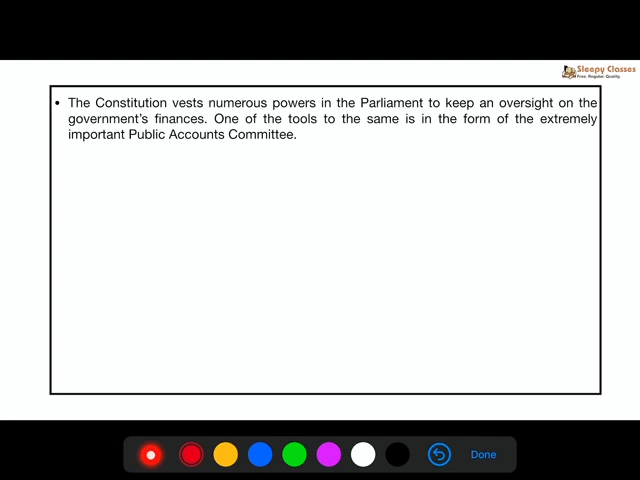 Sleepy Classes
Free. Regular. Quality.
• The Constitution vests numerous powers in the Parliament to keep an oversight on the
government's finances. One of the tools to the same is in the form of the extremely
important Public Accounts Committee.
Done